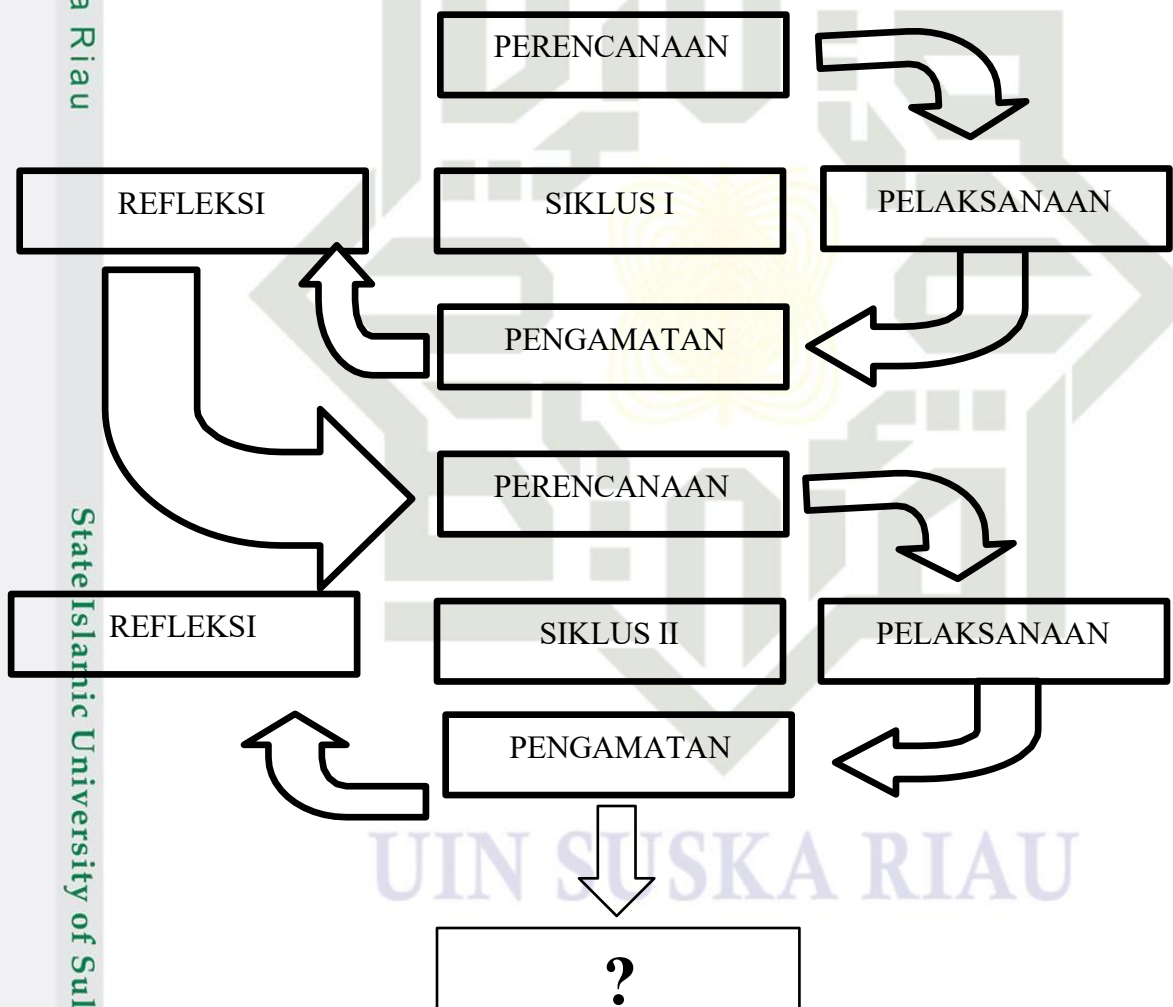 a Riau
PERENCANAAN
REFLEKSI
SIKLUS I
PELAKSANAAN
PENGAMATAN
PERENCANAAN
State Islamic University of Sul
REFLEKSI
SIKLUS II
PELAKSANAAN
PENGAMATAN
UIN SUSKA RIAU
?